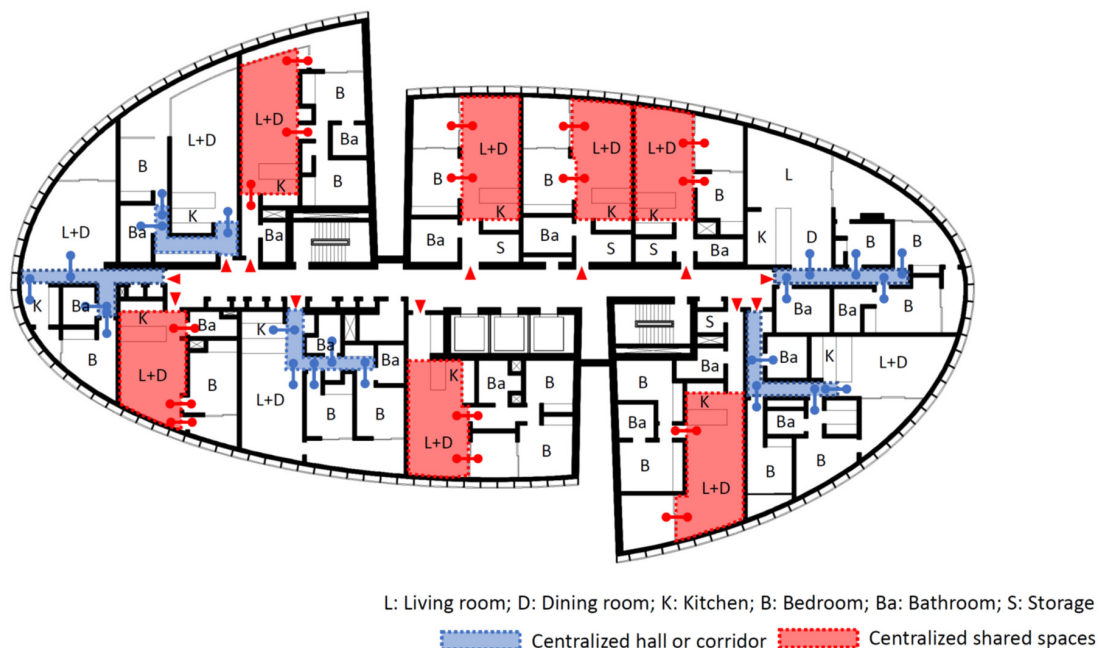 B
L+D
L+D
B
Ba
B
B
K
K
L+D
Ba
Ba
L+D
L+D
L+D
B
B
B
K
K
K
Ba
S
Ba
S
Ba
L
K
D
B
B
K
Ba
B
K
Ba
B
L+D
K
L+D
Ba
Ba
B
B
K
L+D
Ba
B
B
S
Ba
B
Ba
B
K
L+D
Ba
Ba
B
Ba
K
L+D
Ba
B
B
L: Living room; D: Dining room; K: Kitchen; B: Bedroom; Ba: Bathroom; S: Storage
Centralized hall or corridor
Centralized shared spaces